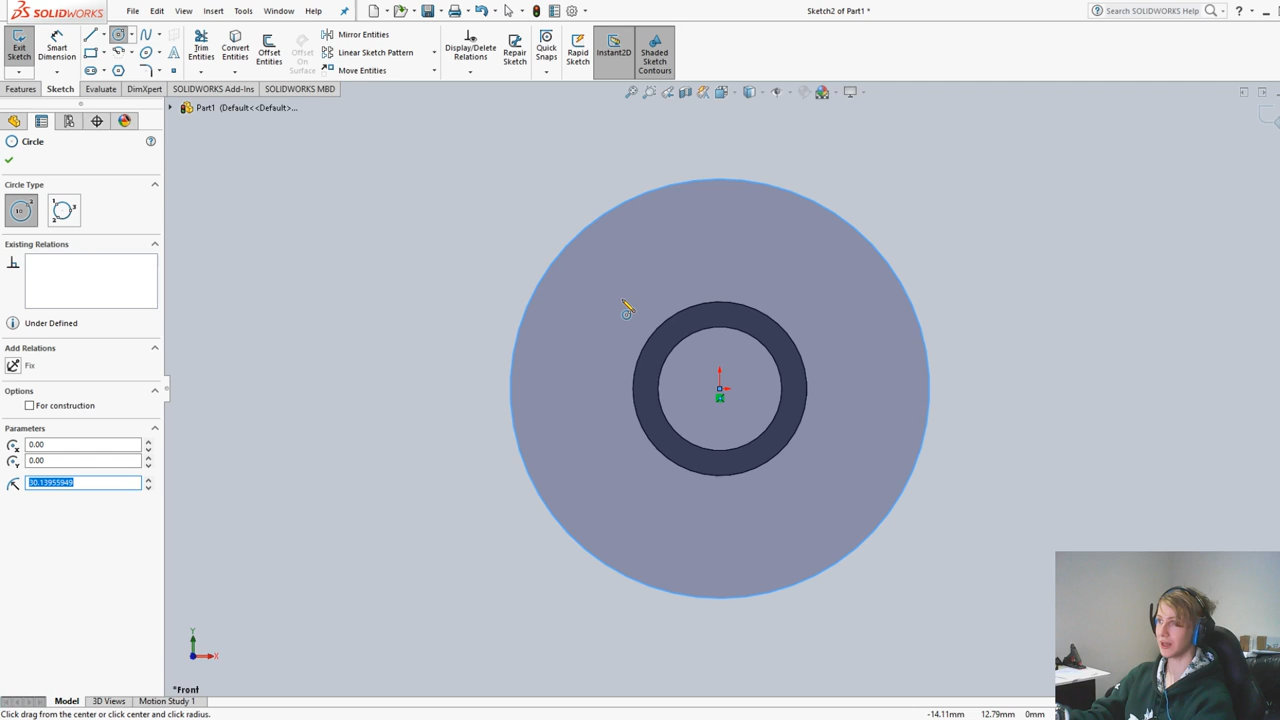 SOLIDWORKS
File Edit View Insert Tools Window Help
Sketch2 of Part1 *
Search SOLIDWORKS Help
?
Exit Sketch
Smart Dimension
Trim Entities
Convert Entities
Offset Entities
Offset On Surface
Mirror Entities
Linear Sketch Pattern
Move Entities
Display/Delete Relations
Repair Sketch
Quick Snaps
Rapid Sketch
Instant2D
Shaded Sketch Contours
Features Sketch Evaluate DimXpert SOLIDWORKS Add-Ins SOLIDWORKS MBD
Part1 (Default<<Default>...
Circle
Circle Type
Existing Relations
Under Defined
Add Relations
Fix
Options
For construction
Parameters
0.00
0.00
30.13955949
Y
X
*Front
Model 3D Views Motion Study 1
Click drag from the center or click center and click radius.
-14.11mm 12.79mm 0mm